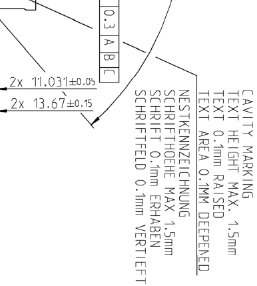 0.3 A B C
2x 11.031±0.05
2x 13.67±0.15
CAVITY MARKING
TEXT HEIGHT MAX. 1.5mm
TEXT 0.1mm RAISED
TEXT AREA 0.1MM DEEPENED
NESTKENNZEICHNUNG
SCHRIFTHOEHE MAX 1.5mm
SCHRIFT 0.1mm ERHABEN
SCHRIFTFELD 0.1mm VERTIEFT